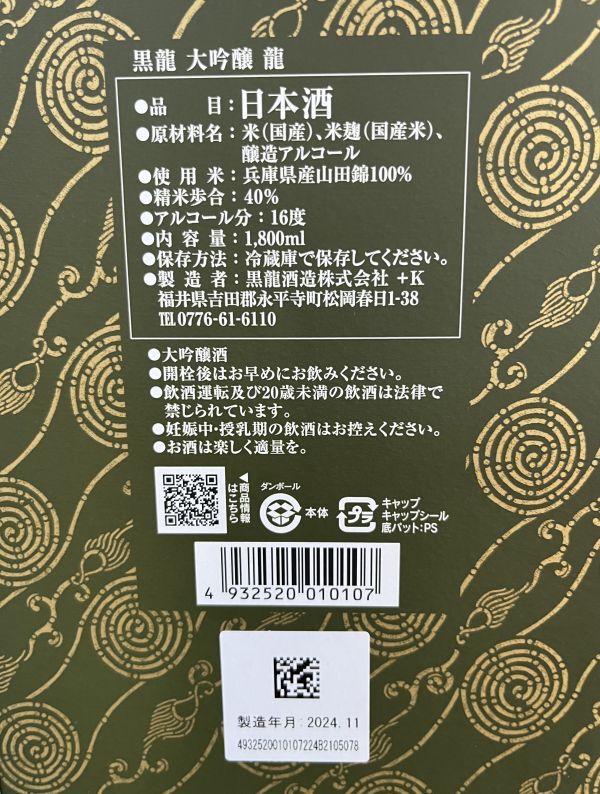 黒龍 大吟醸 龍
●品　目：日本酒
●原材料名：米（国産）、米麹（国産米）、
醸造アルコール
●使用米：兵庫県産山田錦100%
●精米歩合：40%
●アルコール分：16度
●内容量：1,800ml
●保存方法：冷蔵庫で保存してください。
●製造者：黒龍酒造株式会社 +K
福井県吉田郡永平寺町松岡春日1-38
TEL0776-61-6110
●大吟醸酒
●開栓後はお早めにお飲みください。
●飲酒運転及び20歳未満の飲酒は法律で
禁じられています。
●妊娠中・授乳期の飲酒はお控えください。
●お酒は楽しく適量を。
◀商品情報
はこちら
ダンボール
本体
プラ
キャップ
キャップシール
底パット:PS
4 932520 010107
製造年月: 2024.11
4932520010107224B2105078